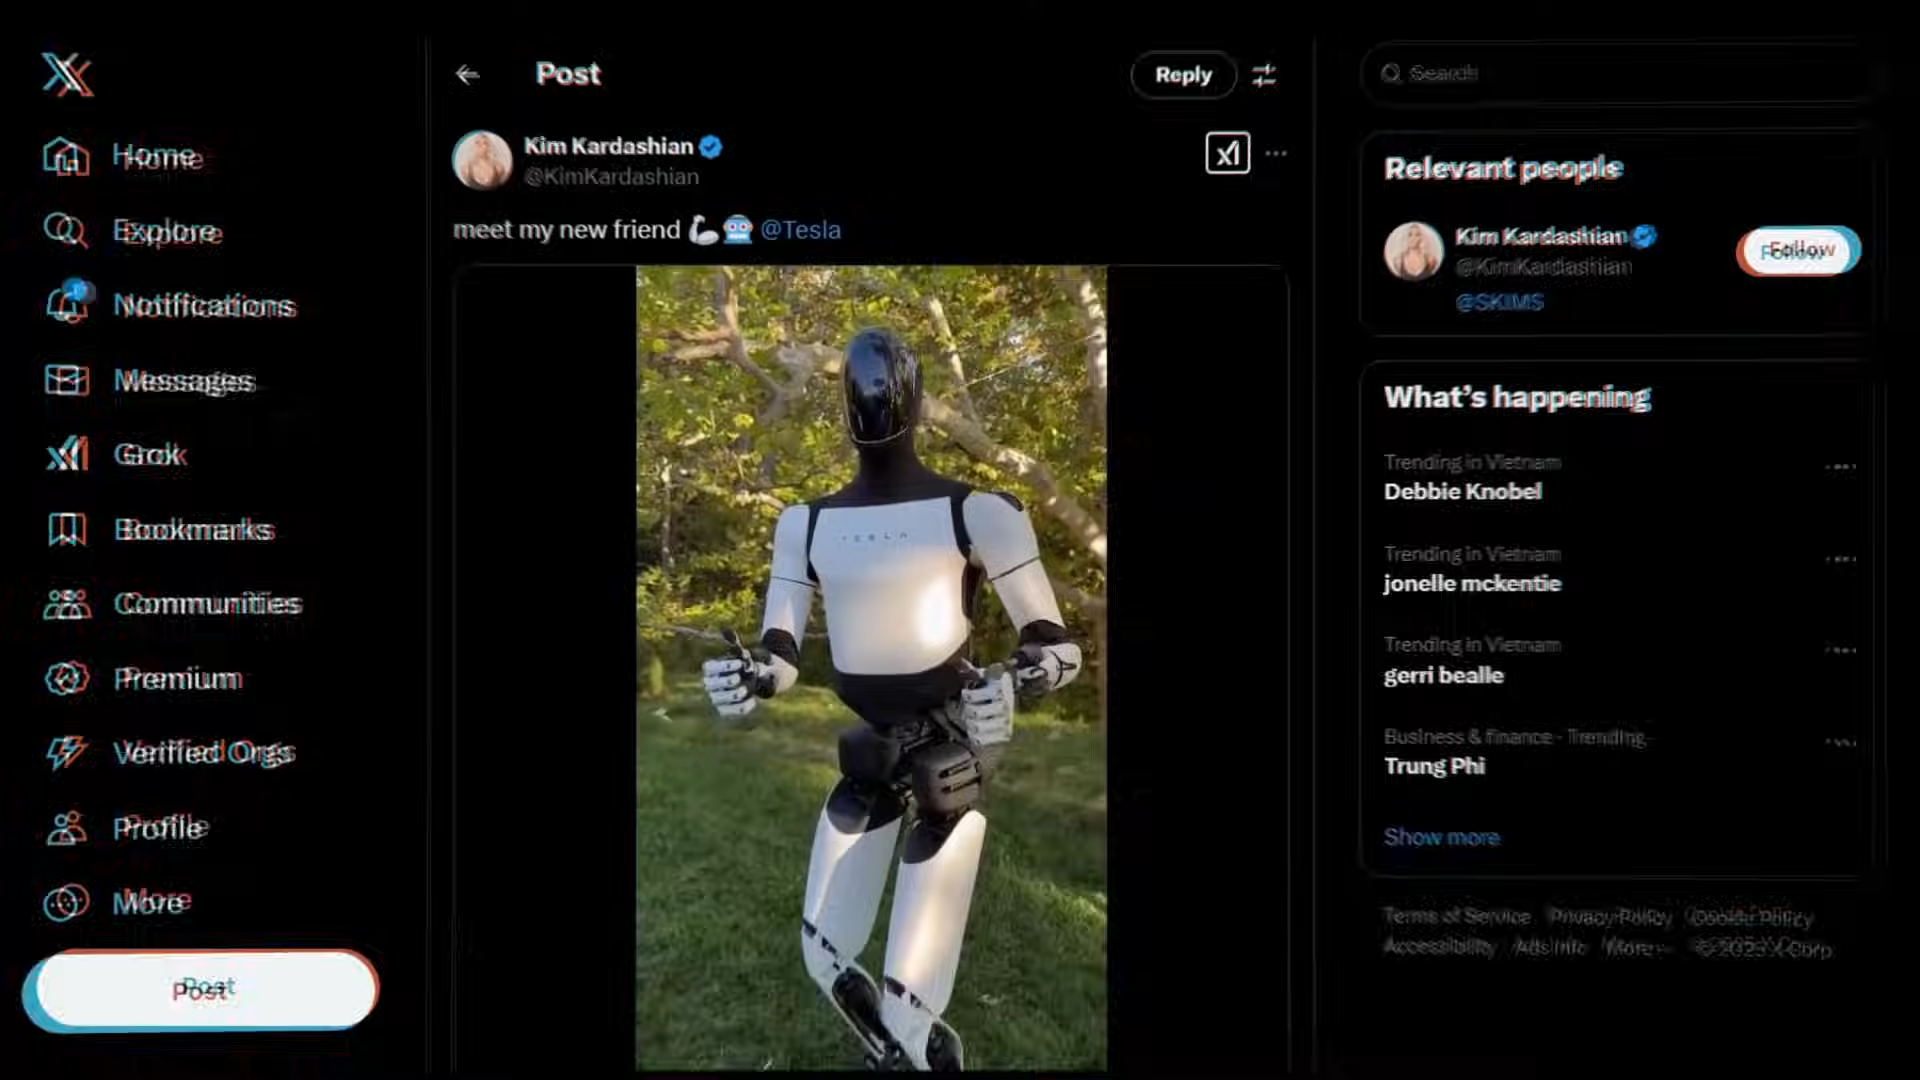 Home
Explore
Notifications
Messages
Grok
Bookmarks
Communities
Premium
Verified Orgs
Profile
More
Post
Post
Reply
Kim Kardashian
@KimKardashian
meet my new friend 💪🤖 @Tesla
TESLA
Search
Relevant people
Kim Kardashian
@KimKardashian
Follow
@SKIMS
What's happening
Trending in Vietnam
Debbie Knobel
Trending in Vietnam
jonelle mckentie
Trending in Vietnam
gerri bealle
Business & finance · Trending
Trung Phi
Show more
Terms of Service Privacy Policy Cookie Policy
Accessibility Ads info More ··· © 2025 X Corp.